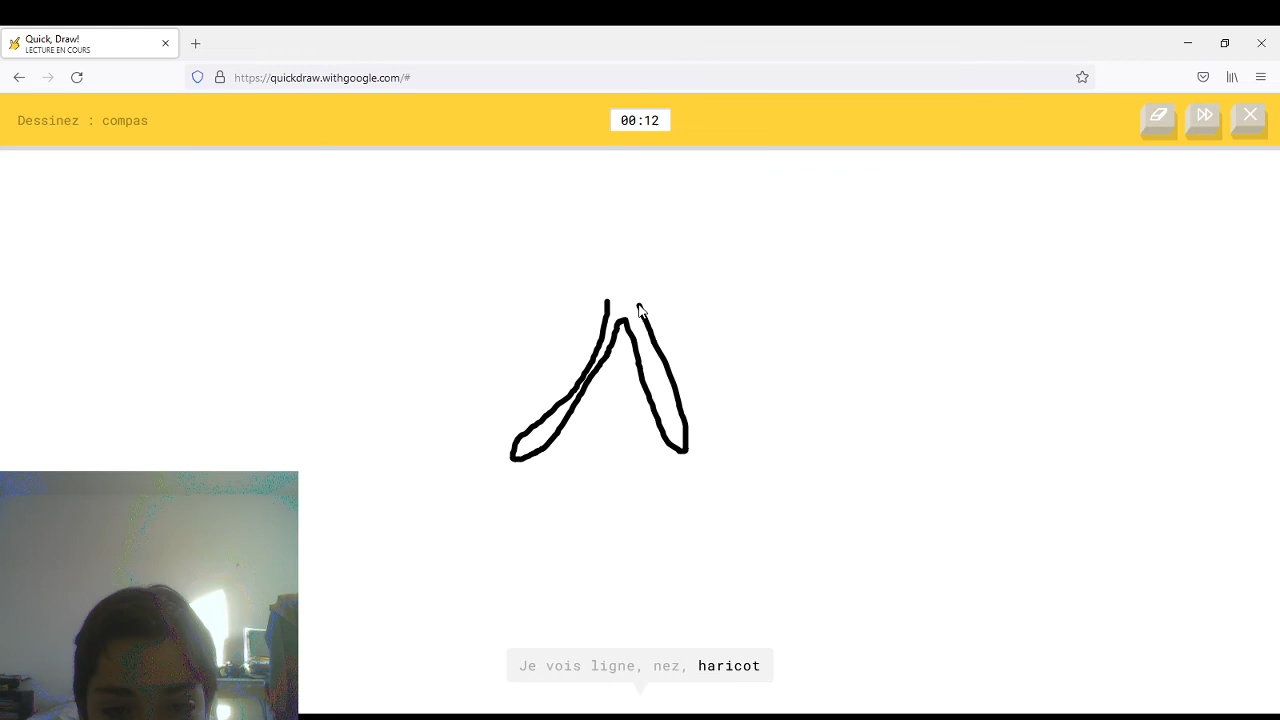 Quick, Draw!
LECTURE EN COURS
https://quickdraw.withgoogle.com/#
Dessinez : compas
00:12
Je vois ligne, nez, haricot